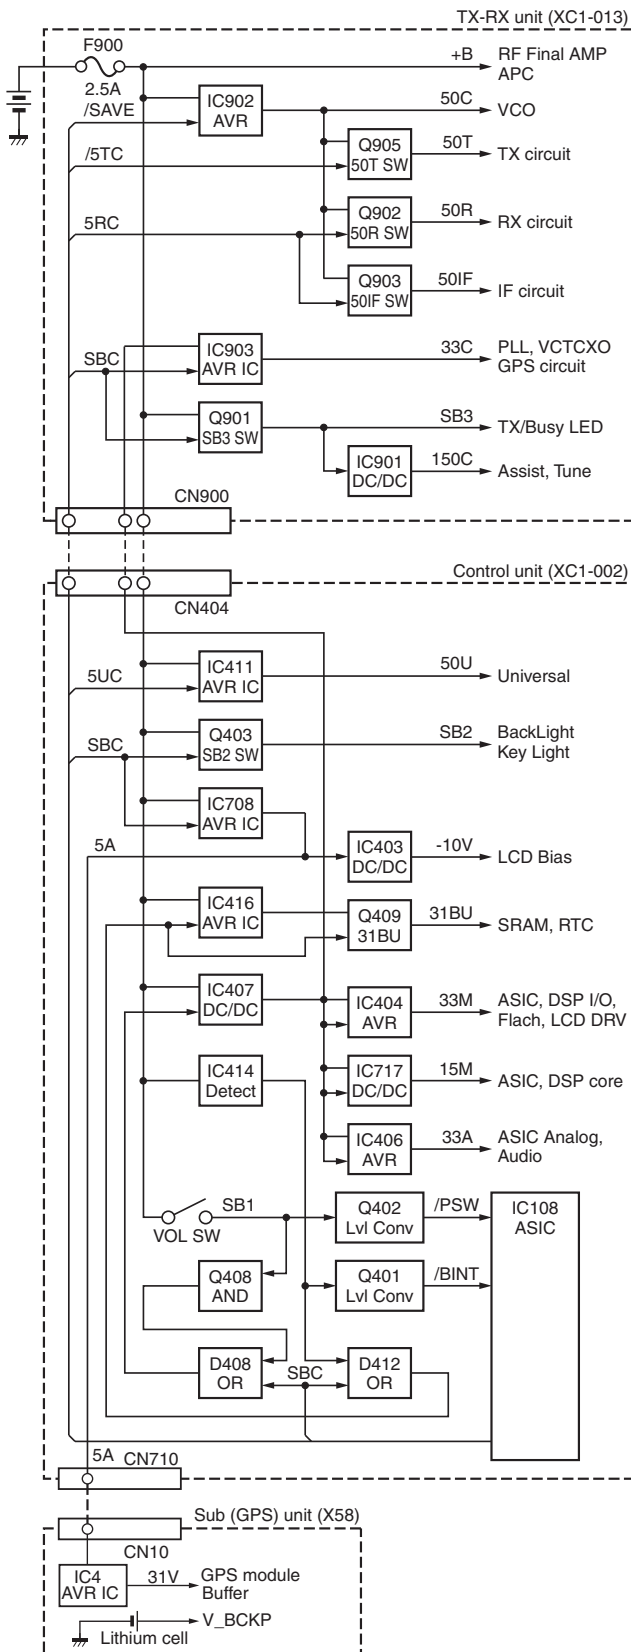 TX-RX unit (XC1-013)
F900
2.5A
+B
RF Final AMP
APC
/SAVE
IC902
AVR
50C
VCO
/5TC
Q905
50T SW
50T
TX circuit
5RC
Q902
50R SW
50R
RX circuit
Q903
50IF SW
50IF
IF circuit
SBC
IC903
AVR IC
33C
PLL, VCTCXO
GPS circuit
Q901
SB3 SW
SB3
TX/Busy LED
IC901
DC/DC
150C
Assist, Tune
CN900
Control unit (XC1-002)
CN404
5UC
IC411
AVR IC
50U
Universal
SBC
Q403
SB2 SW
SB2
BackLight
Key Light
IC708
AVR IC
5A
IC403
DC/DC
-10V
LCD Bias
IC416
AVR IC
Q409
31BU
31BU
SRAM, RTC
IC407
DC/DC
IC404
AVR
33M
ASIC, DSP I/O,
Flach, LCD DRV
IC414
Detect
IC717
DC/DC
15M
ASIC, DSP core
IC406
AVR
33A
ASIC Analog,
Audio
VOL SW
SB1
Q402
Lvl Conv
/PSW
IC108
ASIC
Q408
AND
Q401
Lvl Conv
/BINT
D408
OR
SBC
D412
OR
5A
CN710
Sub (GPS) unit (X58)
CN10
IC4
AVR IC
31V
GPS module
Buffer
V_BCKP
Lithium cell